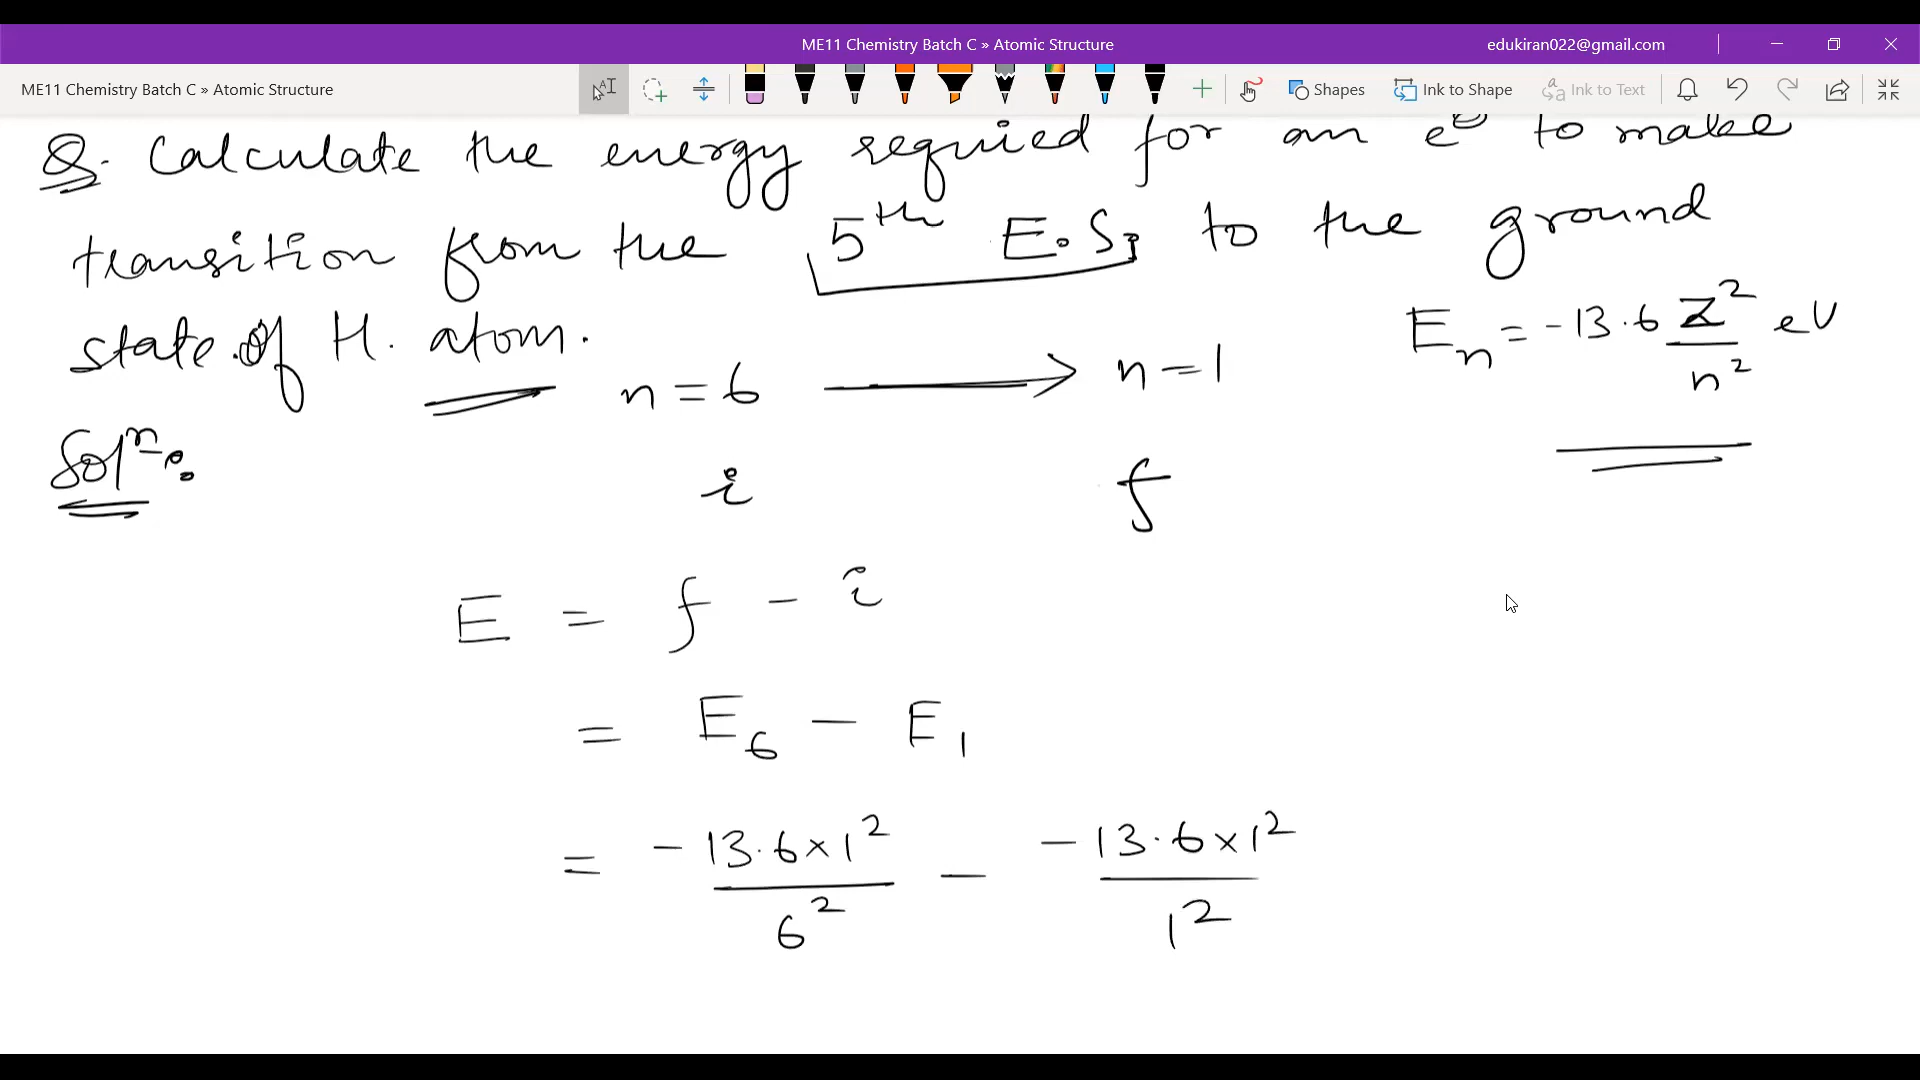 ME11 Chemistry Batch C » Atomic Structure
edukiran022@gmail.com
ME11 Chemistry Batch C » Atomic Structure
Shapes
Ink to Shape
Ink to Text
Q. Calculate the energy requied for an e⊖ to make
transition from the 5th E.S. to the ground
state of H. atom.
Eₙ = -13.6 Z²/n² eV
n = 6 ⟶ n = 1
Solⁿ:
i f
E = f - i
= E₆ - E₁
= -13.6×1²/6² - -13.6×1²/1²